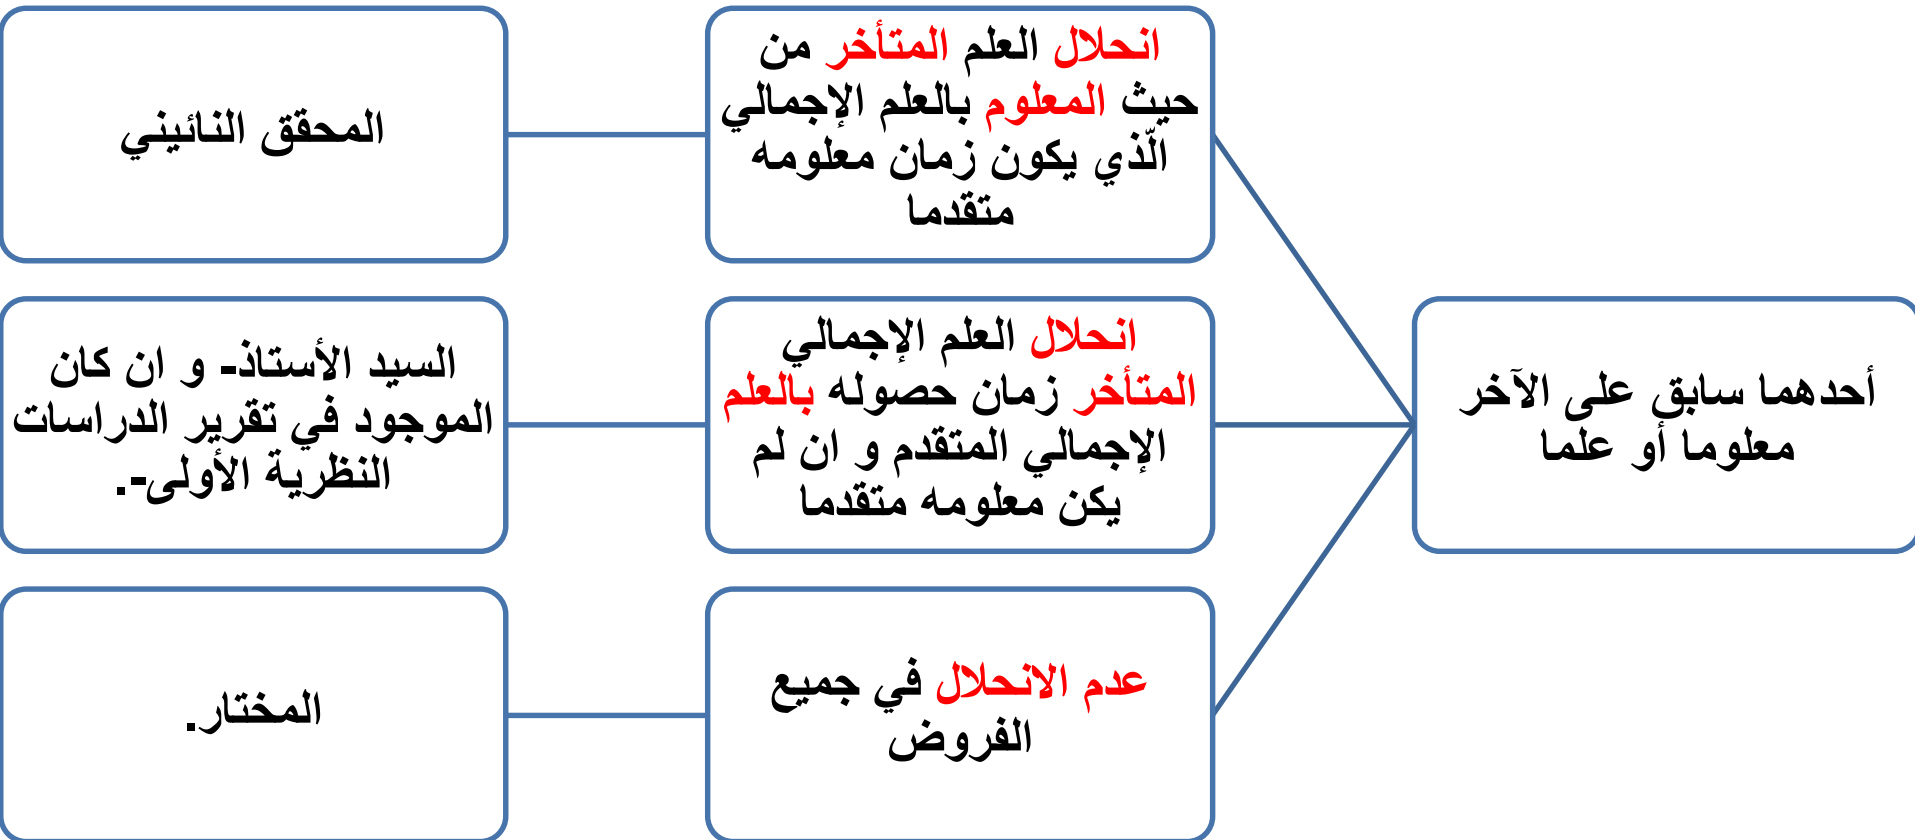 أحدهما سابق على الآخر
معلوما أو علما
انحلال العلم المتأخر من
حيث المعلوم بالعلم الإجمالي
الّذي يكون زمان معلومه
متقدما
المحقق النائيني
انحلال العلم الإجمالي
المتأخر زمان حصوله بالعلم
الإجمالي المتقدم و ان لم
يكن معلومه متقدما
السيد الأستاذ- و ان كان
الموجود في تقرير الدراسات
النظرية الأولى-.
عدم الانحلال في جميع
الفروض
المختار.